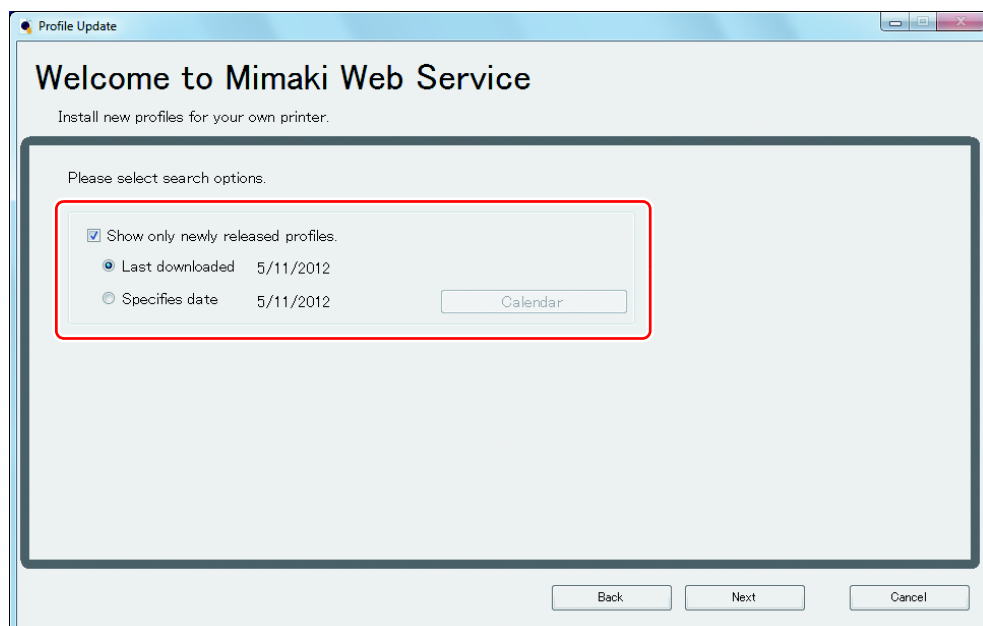 Profile Update
Welcome to Mimaki Web Service
Install new profiles for your own printer.
Please select search options.
Show only newly released profiles.
Last downloaded 5/11/2012
Specifies date 5/11/2012 Calendar
Back Next Cancel